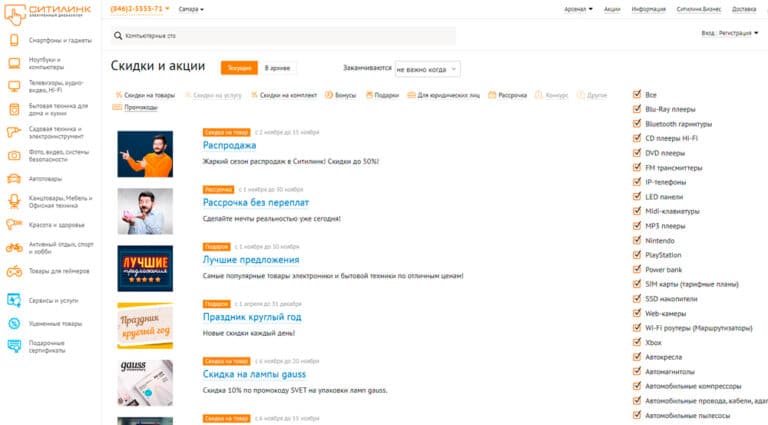 СИТИЛИНК
ЭЛЕКТРОННЫЙ ДИСКАУНТЕР
(846)2-3333-71
Самара
Арсенал
Акции
Информация
Ситилинк.Бизнес
Доставка
Компьютерные сто
Вход
Регистрация
Смартфоны и гаджеты
Ноутбуки и
компьютеры
Телевизоры, аудио-
видео, Hi-Fi
Бытовая техника для
дома и кухни
Садовая техника и
электроинструмент
Фото, видео, системы
безопасности
Автотовары
Канцтовары, Мебель и
Офисная техника
Красота и здоровье
Активный отдых, спорт
и хобби
Товары для геймеров
Сервисы и услуги
Уцененные товары
Подарочные
сертификаты
Скидки и акции
Текущие
В архиве
Заканчиваются
не важно когда
Скидки на товары
Скидки на услугу
Скидки на комплект
Бонусы
Подарки
Для юридических лиц
Рассрочка
Конкурс
Другое
Промокоды
Скидка на товар с 2 ноября до 15 ноября
Распродажа
Жаркий сезон распродаж в Ситилинк! Скидки до 50%!
Рассрочка с 1 ноября до 30 ноября
Рассрочка без переплат
Сделайте мечты реальностью уже сегодня!
ЛУЧШИЕ
предложения
Подарок с 1 ноября до 30 ноября
Лучшие предложения
Самые популярные товары электроники и бытовой техники по отличным ценам!
Праздник
круглый год
Подарок с 1 апреля до 31 декабря
Праздник круглый год
Новые скидки каждый день!
gauss
Скидка на товар с 6 ноября до 20 ноября
Скидка на лампы gauss
Скидка 10% по промокоду SVET на упаковки ламп gauss.
Скидка на товар с 6 ноября до 15 ноября
Все
Blu-Ray плееры
Bluetooth гарнитуры
CD плееры Hi-Fi
DVD плееры
FM трансмиттеры
IP-телефоны
LED панели
Midi-клавиатуры
MP3 плееры
Nintendo
PlayStation
Power bank
SIM карты (тарифные планы)
SSD накопители
Web-камеры
Wi-Fi роутеры (Маршрутизаторы)
Xbox
Автокресла
Автомагнитолы
Автомобильные компрессоры
Автомобильные провода, кабели, адап
Автомобильные пылесосы